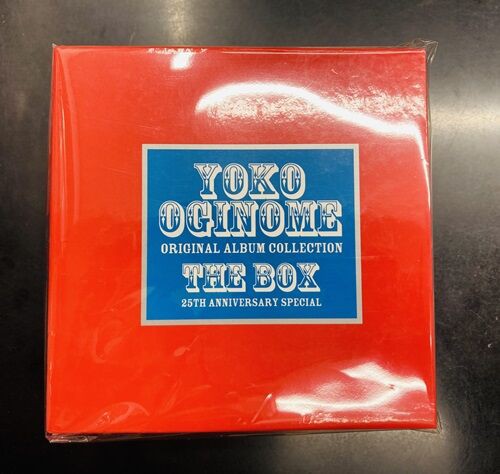 YOKO
OGINOME
ORIGINAL ALBUM COLLECTION
THE BOX
25TH ANNIVERSARY SPECIAL